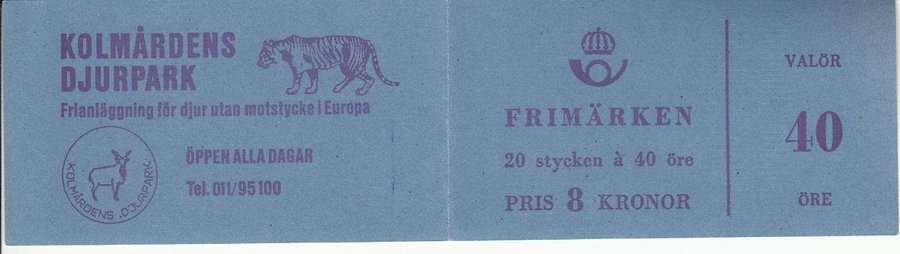 KOLMÅRDENS
DJURPARK
Frianläggning för djur utan motstycke i Europa
KOLMÅRDENS DJURPARK
ÖPPEN ALLA DAGAR
Tel. 011/95100
FRIMÄRKEN
20 stycken à 40 öre
PRIS 8 KRONOR
VALÖR
40
ÖRE